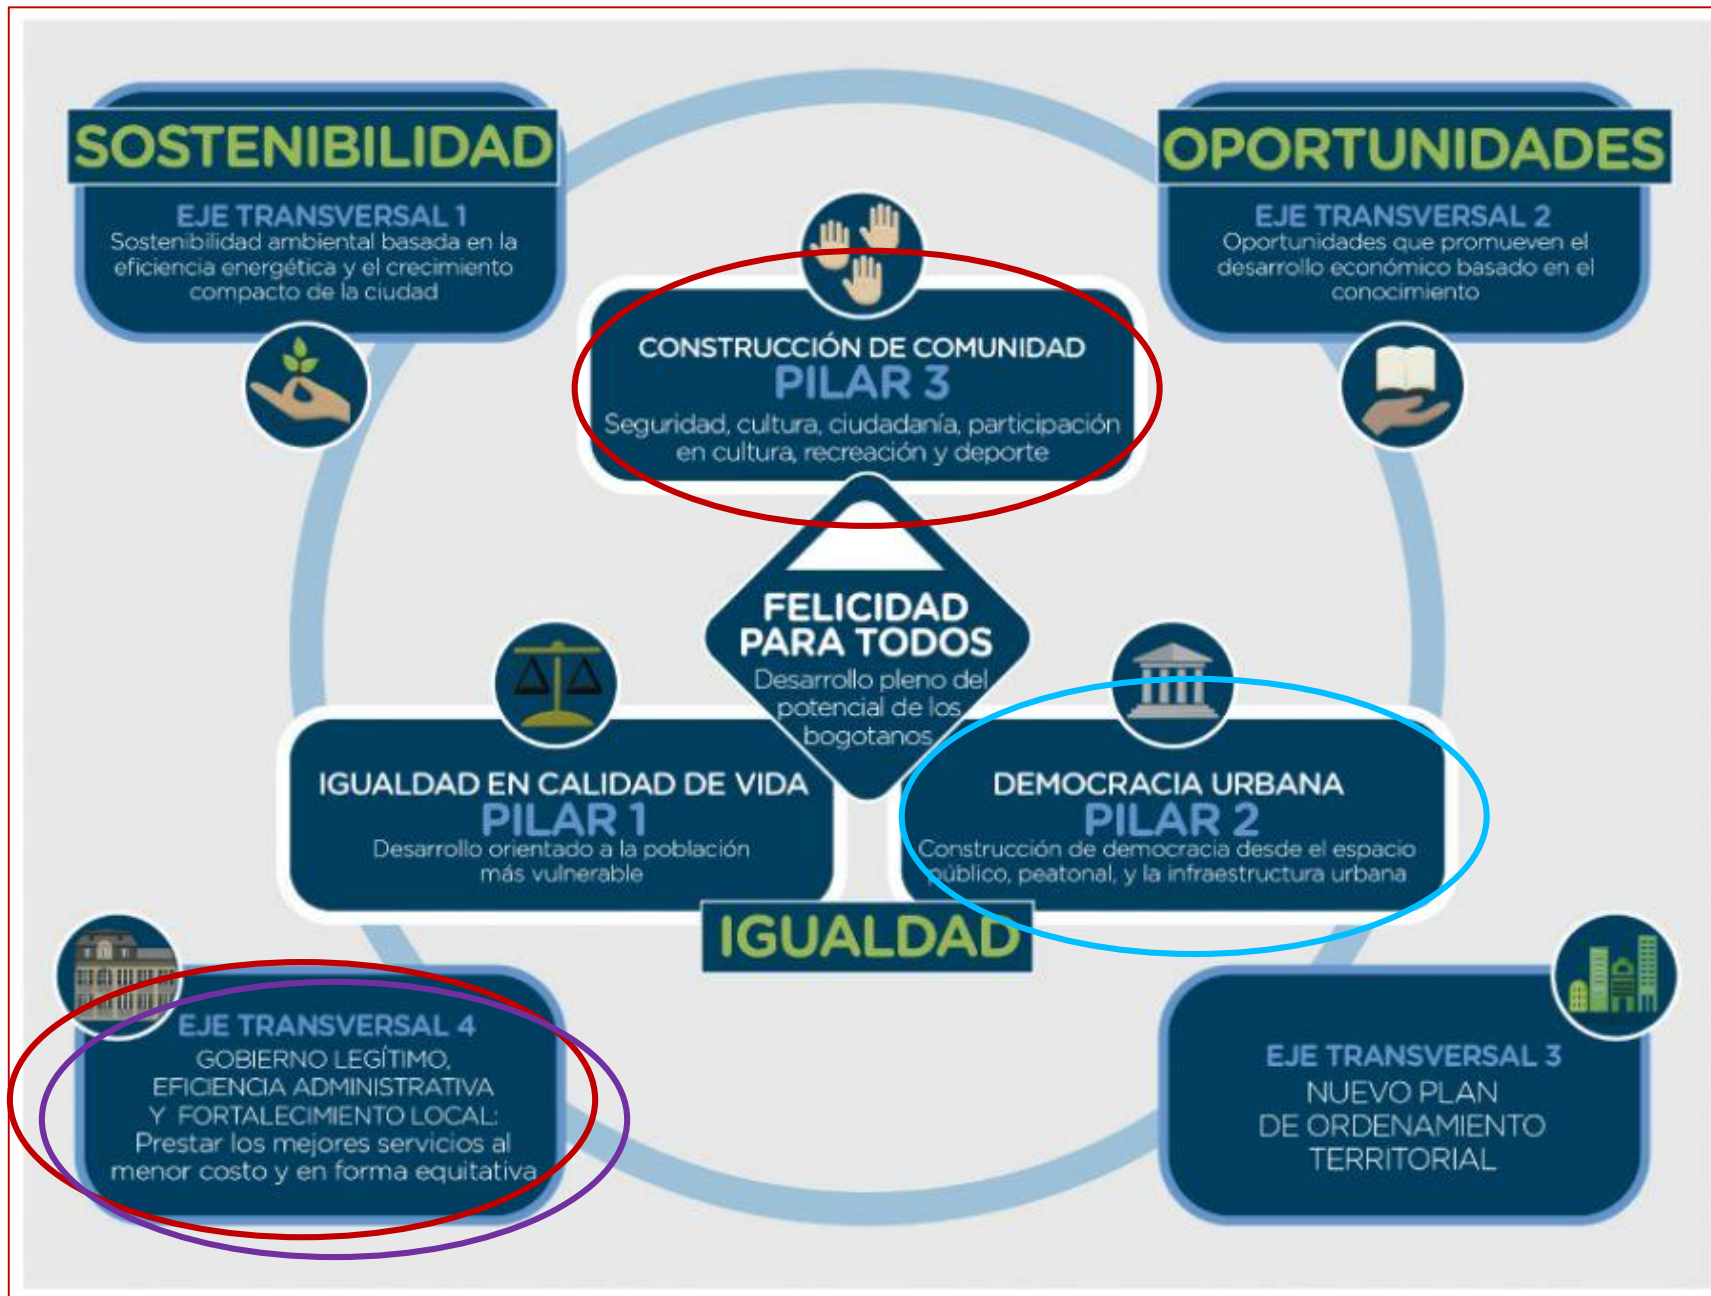 SOSTENIBILIDAD
EJE TRANSVERSAL 1
Sostenibilidad ambiental basada en la
eficiencia energética y el crecimiento
compacto de la ciudad
OPORTUNIDADES
EJE TRANSVERSAL 2
Oportunidades que promueven el
desarrollo económico basado en el
conocimiento
CONSTRUCCIÓN DE COMUNIDAD
PILAR 3
Seguridad, cultura, ciudadanía, participación
en cultura, recreación y deporte
FELICIDAD
PARA TODOS
Desarrollo pleno del
potencial de los
bogotanos
IGUALDAD EN CALIDAD DE VIDA
PILAR 1
Desarrollo orientado a la población
más vulnerable
DEMOCRACIA URBANA
PILAR 2
Construcción de democracia desde el espacio
público, peatonal, y la infraestructura urbana
IGUALDAD
EJE TRANSVERSAL 4
GOBIERNO LEGÍTIMO,
EFICIENCIA ADMINISTRATIVA
Y FORTALECIMIENTO LOCAL:
Prestar los mejores servicios al
menor costo y en forma equitativa
EJE TRANSVERSAL 3
NUEVO PLAN
DE ORDENAMIENTO
TERRITORIAL